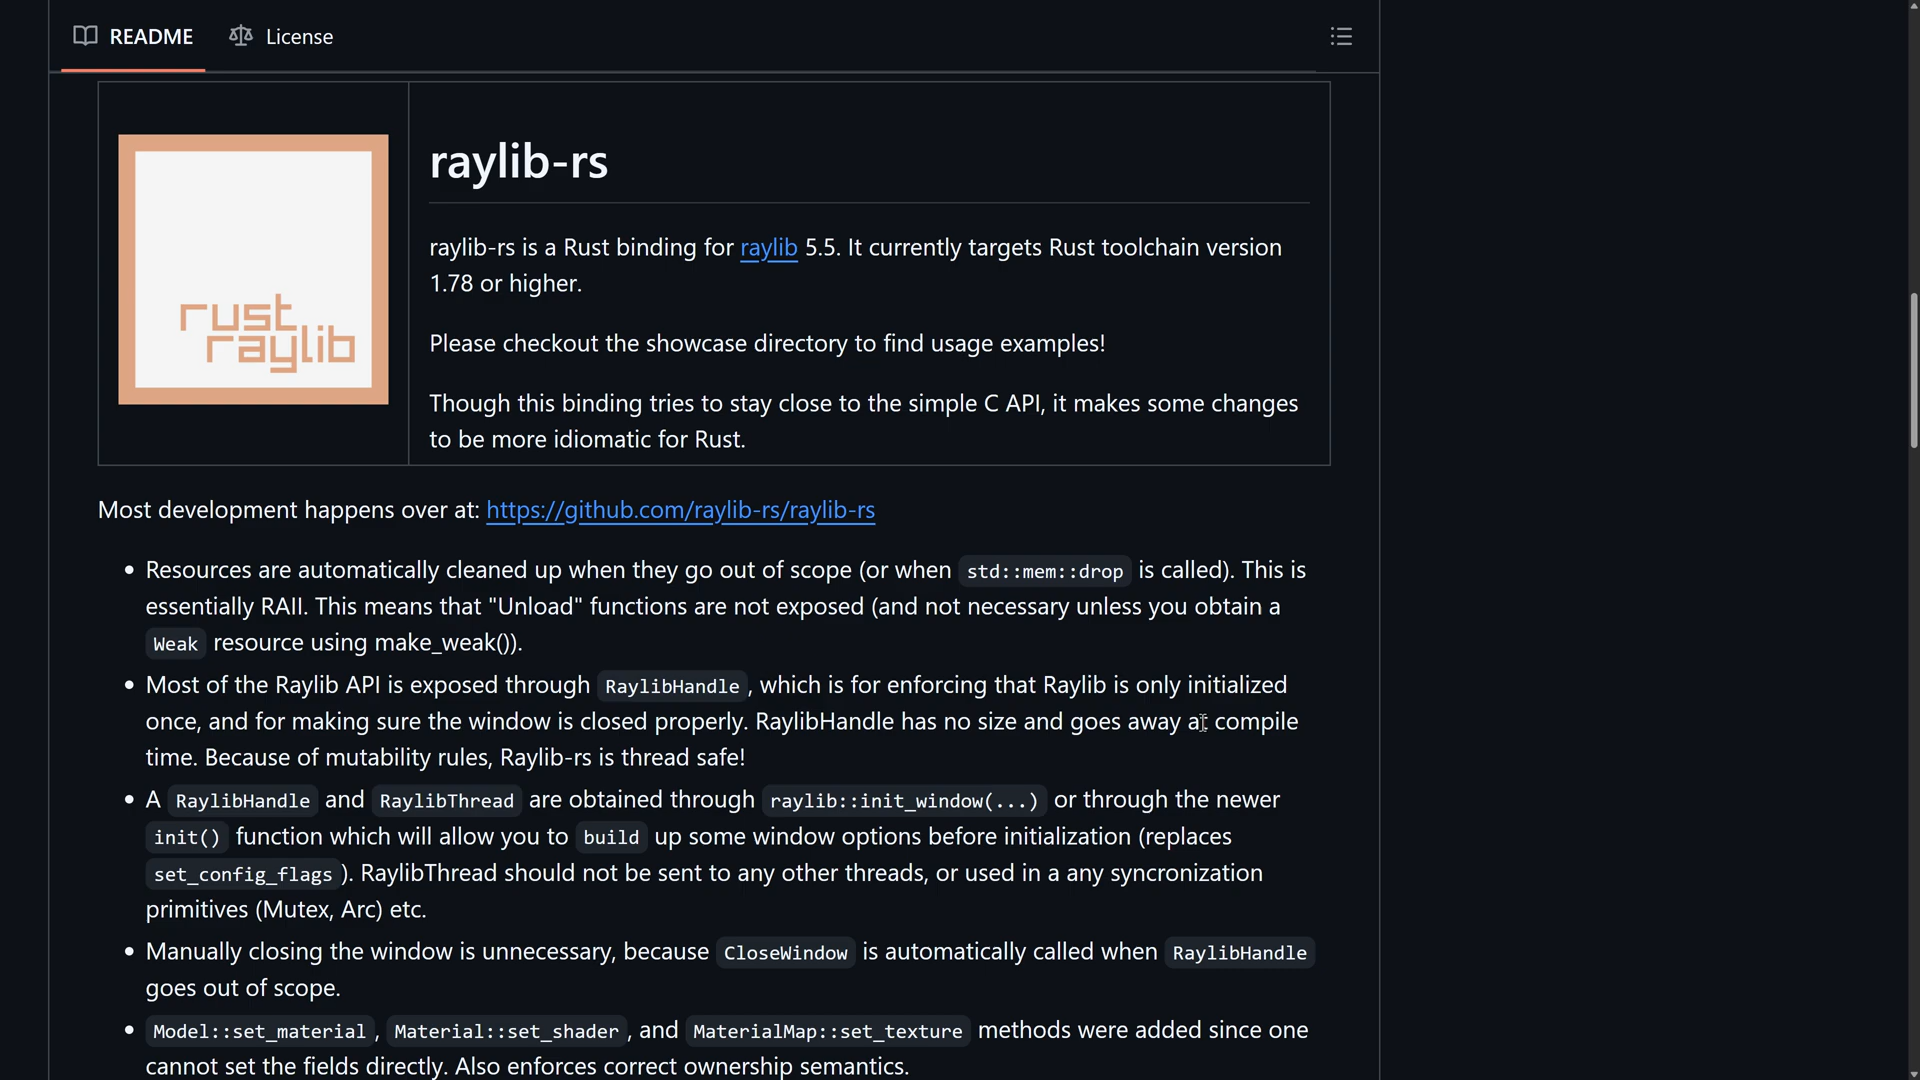 README
License
rust
raylib
raylib-rs
raylib-rs is a Rust binding for raylib 5.5. It currently targets Rust toolchain version
1.78 or higher.
Please checkout the showcase directory to find usage examples!
Though this binding tries to stay close to the simple C API, it makes some changes
to be more idiomatic for Rust.
Most development happens over at: https://github.com/raylib-rs/raylib-rs
• Resources are automatically cleaned up when they go out of scope (or when std::mem::drop is called). This is
essentially RAII. This means that "Unload" functions are not exposed (and not necessary unless you obtain a
Weak resource using make_weak()).
• Most of the Raylib API is exposed through RaylibHandle, which is for enforcing that Raylib is only initialized
once, and for making sure the window is closed properly. RaylibHandle has no size and goes away at compile
time. Because of mutability rules, Raylib-rs is thread safe!
• A RaylibHandle and RaylibThread are obtained through raylib::init_window(...) or through the newer
init() function which will allow you to build up some window options before initialization (replaces
set_config_flags). RaylibThread should not be sent to any other threads, or used in a any syncronization
primitives (Mutex, Arc) etc.
• Manually closing the window is unnecessary, because CloseWindow is automatically called when RaylibHandle
goes out of scope.
• Model::set_material, Material::set_shader, and MaterialMap::set_texture methods were added since one
cannot set the fields directly. Also enforces correct ownership semantics.